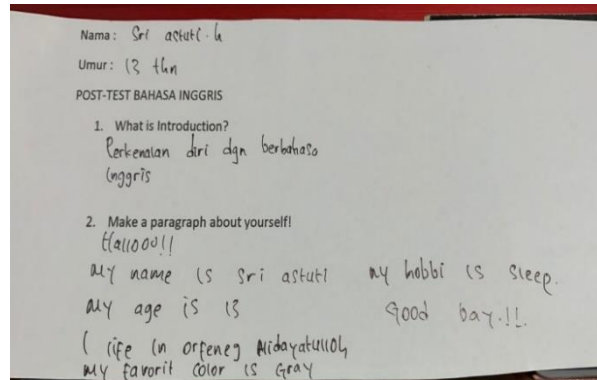 Nama : Sri astuti . h
Umur : 13 thn
POST-TEST BAHASA INGGRIS
1. What is Introduction?
Perkenalan diri dgn berbahasa
Inggris
2. Make a paragraph about yourself!
Hallooo!!
My name is Sri astuti
My age is 13
I life in orfeneg Hidayatulloh
My favorit color is Gray
my hobbi is sleep.
Good bay.!!.